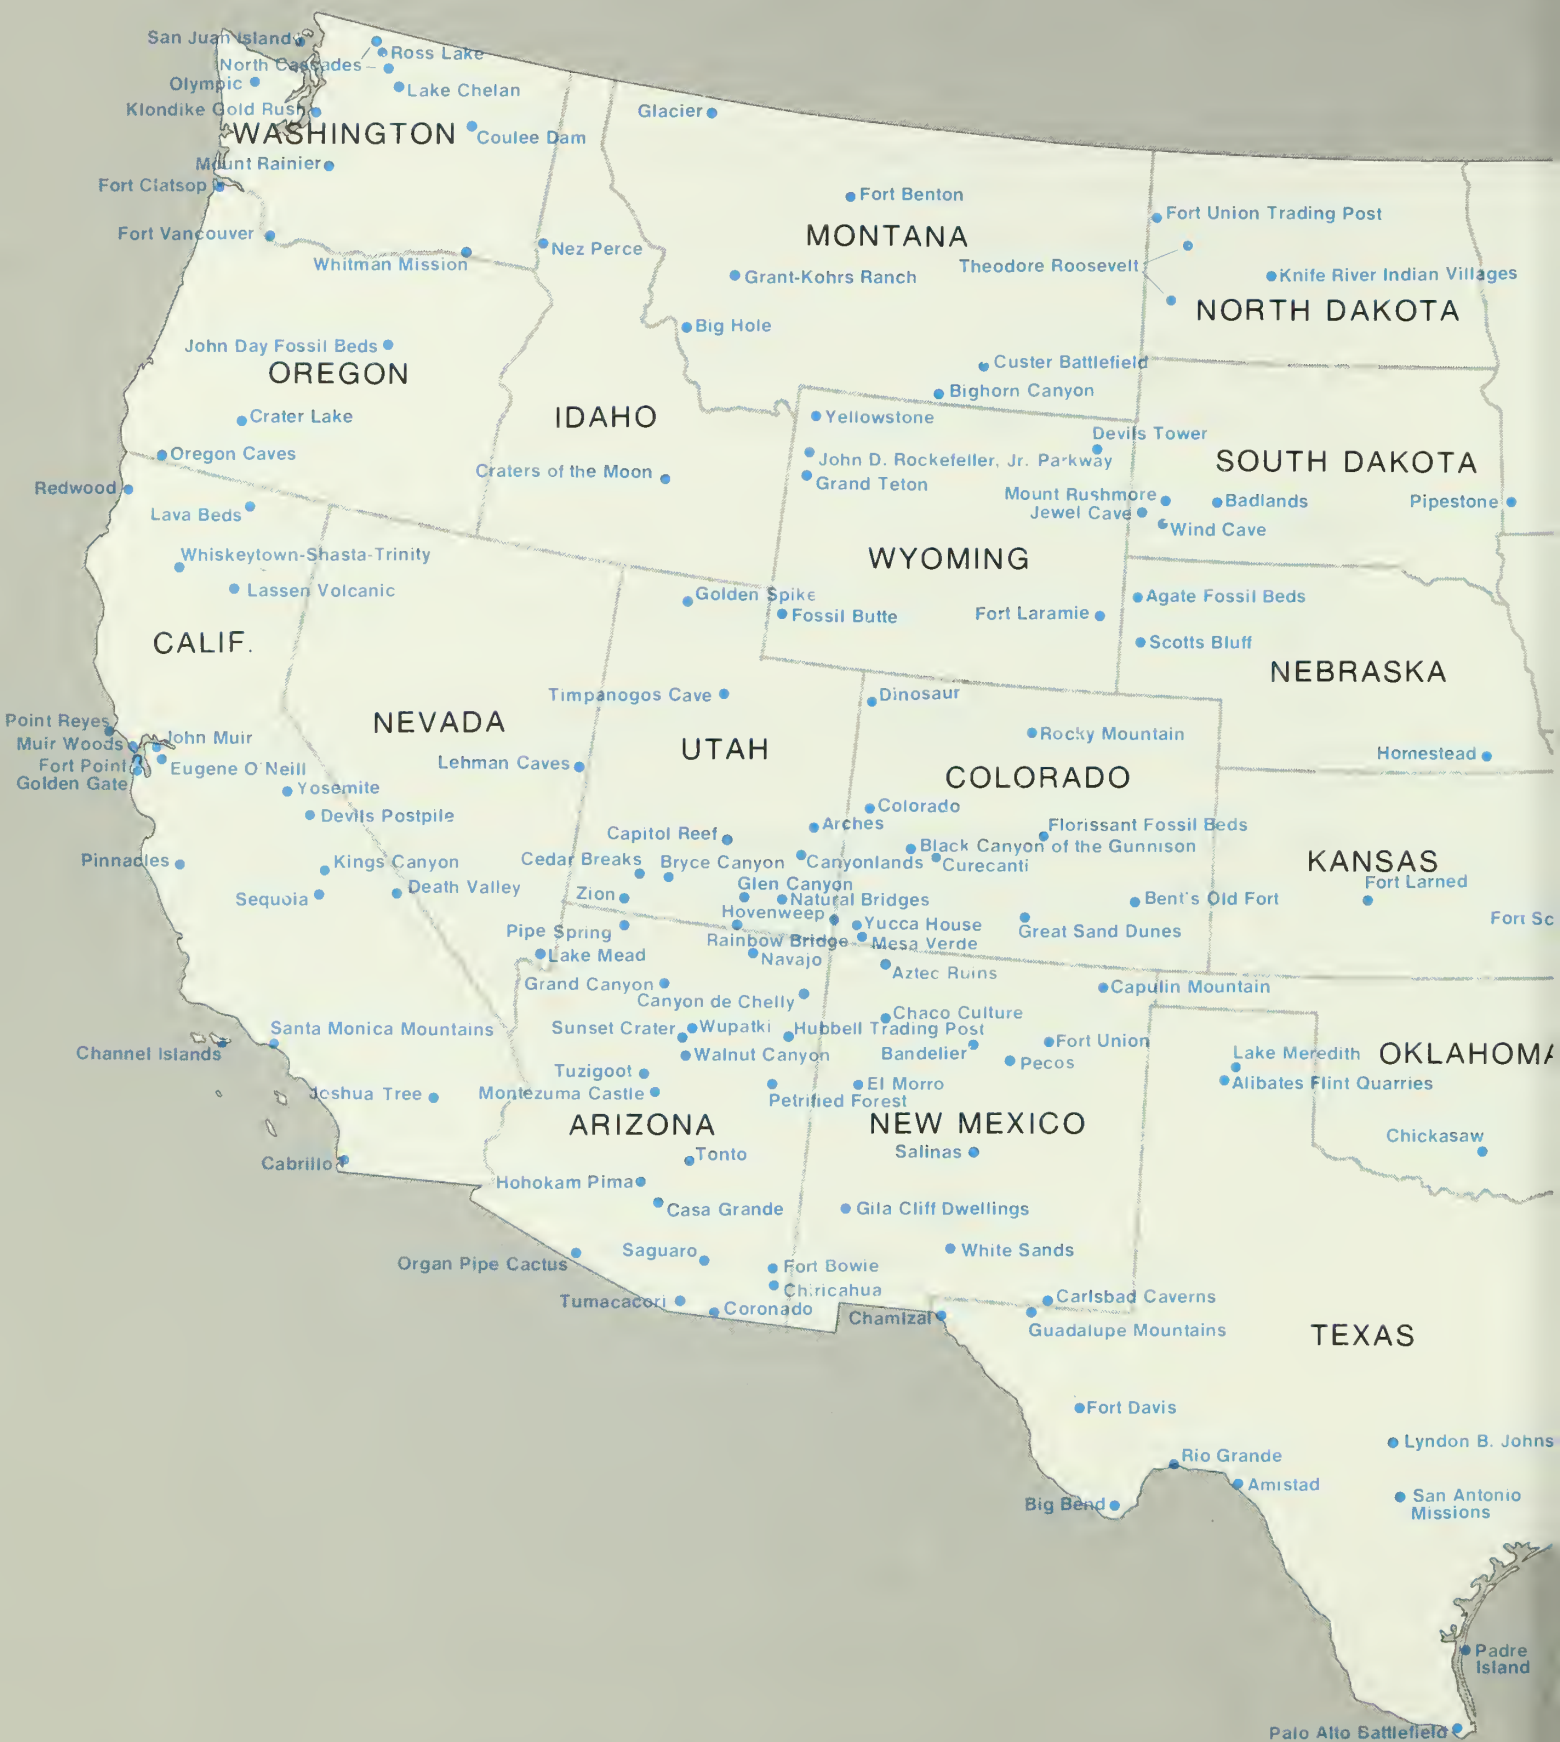 San Juan Island
Ross Lake
North Cascades
Olympic
Lake Chelan
Klondike Gold Rush
WASHINGTON
Coulee Dam
Mount Rainier
Fort Clatsop
Fort Vancouver
Whitman Mission
Nez Perce
Glacier
Fort Benton
MONTANA
Grant-Kohrs Ranch
Big Hole
Custer Battlefield
Bighorn Canyon
Fort Union Trading Post
Theodore Roosevelt
Knife River Indian Villages
NORTH DAKOTA
John Day Fossil Beds
OREGON
Crater Lake
Oregon Caves
IDAHO
Craters of the Moon
Yellowstone
Devils Tower
John D. Rockefeller, Jr. Parkway
Grand Teton
SOUTH DAKOTA
Mount Rushmore
Jewel Cave
Badlands
Wind Cave
Pipestone
WYOMING
Redwood
Lava Beds
Whiskeytown-Shasta-Trinity
Lassen Volcanic
CALIF.
Golden Spike
Fossil Butte
Fort Laramie
Agate Fossil Beds
Scotts Bluff
NEBRASKA
Homestead
Point Reyes
Muir Woods
Fort Point
Golden Gate
John Muir
Eugene O'Neill
Yosemite
Devils Postpile
Pinnacles
Kings Canyon
Sequoia
Death Valley
NEVADA
Lehman Caves
Timpanogos Cave
UTAH
Dinosaur
Rocky Mountain
COLORADO
Colorado
Arches
Capitol Reef
Cedar Breaks
Bryce Canyon
Canyonlands
Florissant Fossil Beds
Black Canyon of the Gunnison
Curecanti
Zion
Glen Canyon
Natural Bridges
Hovenweep
Yucca House
Bent's Old Fort
Great Sand Dunes
KANSAS
Fort Larned
Fort Sc
Pipe Spring
Rainbow Bridge
Mesa Verde
Lake Mead
Navajo
Aztec Ruins
Grand Canyon
Canyon de Chelly
Capulin Mountain
Chaco Culture
Sunset Crater
Wupatki
Hubbell Trading Post
Walnut Canyon
Bandelier
Fort Union
Pecos
Tuzigoot
Montezuma Castle
Petrified Forest
El Morro
ARIZONA
NEW MEXICO
Salinas
Tonto
Hohokam Pima
Casa Grande
Gila Cliff Dwellings
White Sands
Organ Pipe Cactus
Saguaro
Fort Bowie
Chiricahua
Tumacacori
Coronado
Santa Monica Mountains
Channel Islands
Joshua Tree
Cabrillo
Lake Meredith
OKLAHOMA
Alibates Flint Quarries
Chickasaw
Carlsbad Caverns
Chamizal
Guadalupe Mountains
TEXAS
Fort Davis
Lyndon B. Johns
Rio Grande
Amistad
Big Bend
San Antonio
Missions
Padre
Island
Palo Alto Battlefield